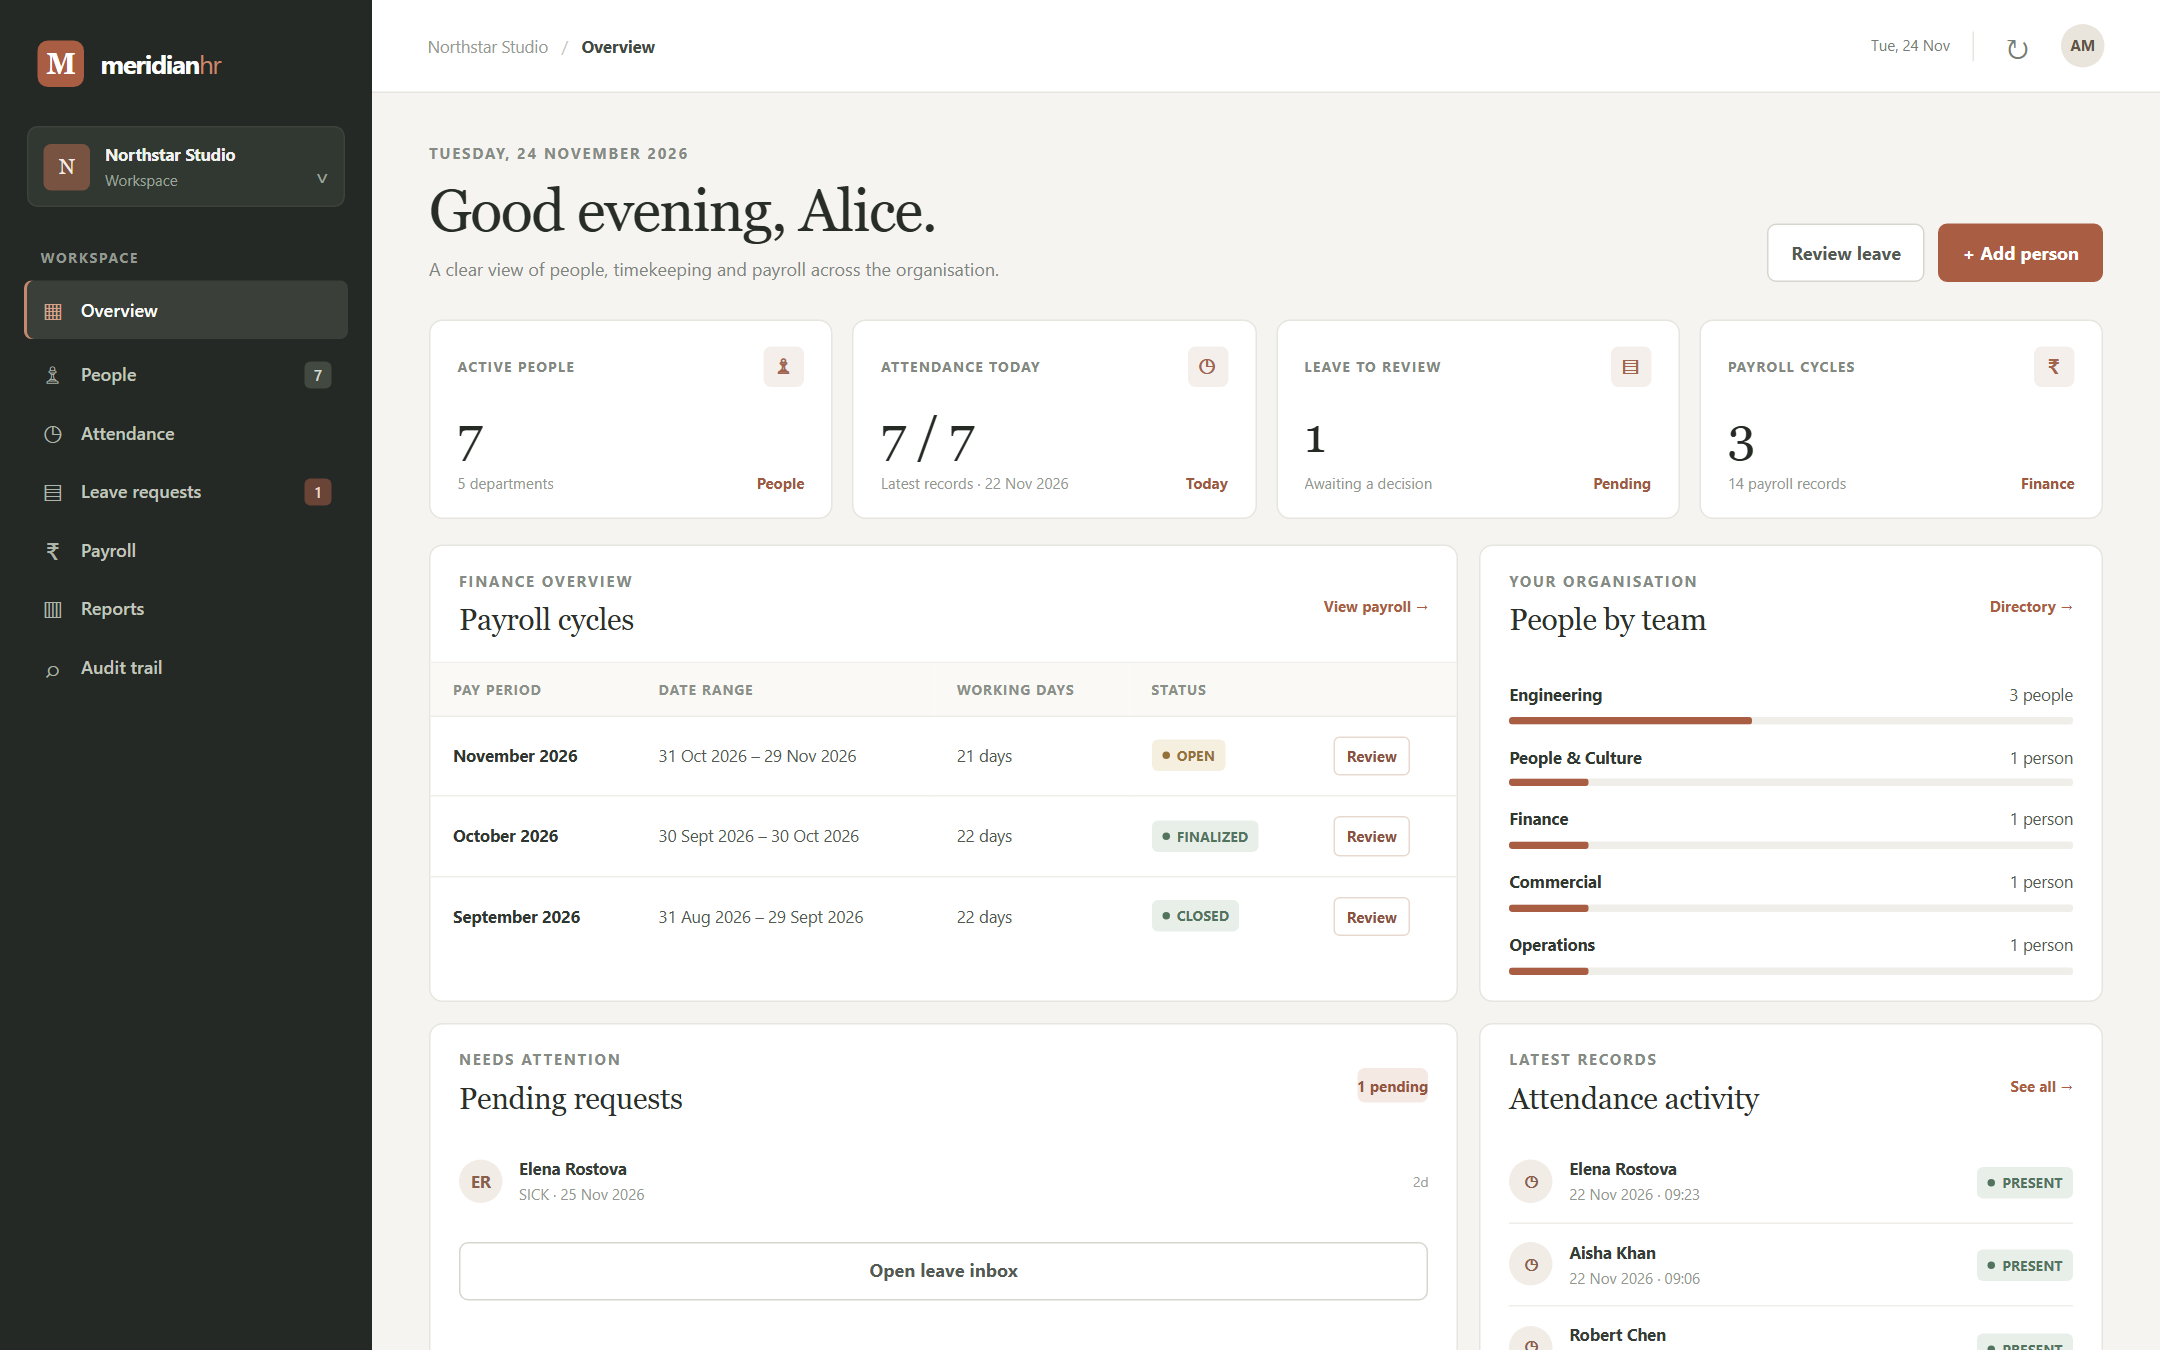 M meridianhr
N
Northstar Studio
Workspace
WORKSPACE
Overview
People 7
Attendance
Leave requests 1
₹ Payroll
Reports
Audit trail
Northstar Studio / Overview
Tue, 24 Nov
AM
TUESDAY, 24 NOVEMBER 2026
Good evening, Alice.
A clear view of people, timekeeping and payroll across the organisation.
Review leave
+ Add person
ACTIVE PEOPLE
7
5 departments People
ATTENDANCE TODAY
7 / 7
Latest records · 22 Nov 2026 Today
LEAVE TO REVIEW
1
Awaiting a decision Pending
PAYROLL CYCLES ₹
3
14 payroll records Finance
FINANCE OVERVIEW
Payroll cycles
View payroll →
PAY PERIOD DATE RANGE WORKING DAYS STATUS
November 2026 31 Oct 2026 – 29 Nov 2026 21 days OPEN Review
October 2026 30 Sept 2026 – 30 Oct 2026 22 days FINALIZED Review
September 2026 31 Aug 2026 – 29 Sept 2026 22 days CLOSED Review
YOUR ORGANISATION
People by team
Directory →
Engineering 3 people
People & Culture 1 person
Finance 1 person
Commercial 1 person
Operations 1 person
NEEDS ATTENTION
Pending requests
1 pending
ER
Elena Rostova
SICK · 25 Nov 2026
2d
Open leave inbox
LATEST RECORDS
Attendance activity
See all →
Elena Rostova
22 Nov 2026 · 09:23
PRESENT
Aisha Khan
22 Nov 2026 · 09:06
PRESENT
Robert Chen
PRESENT